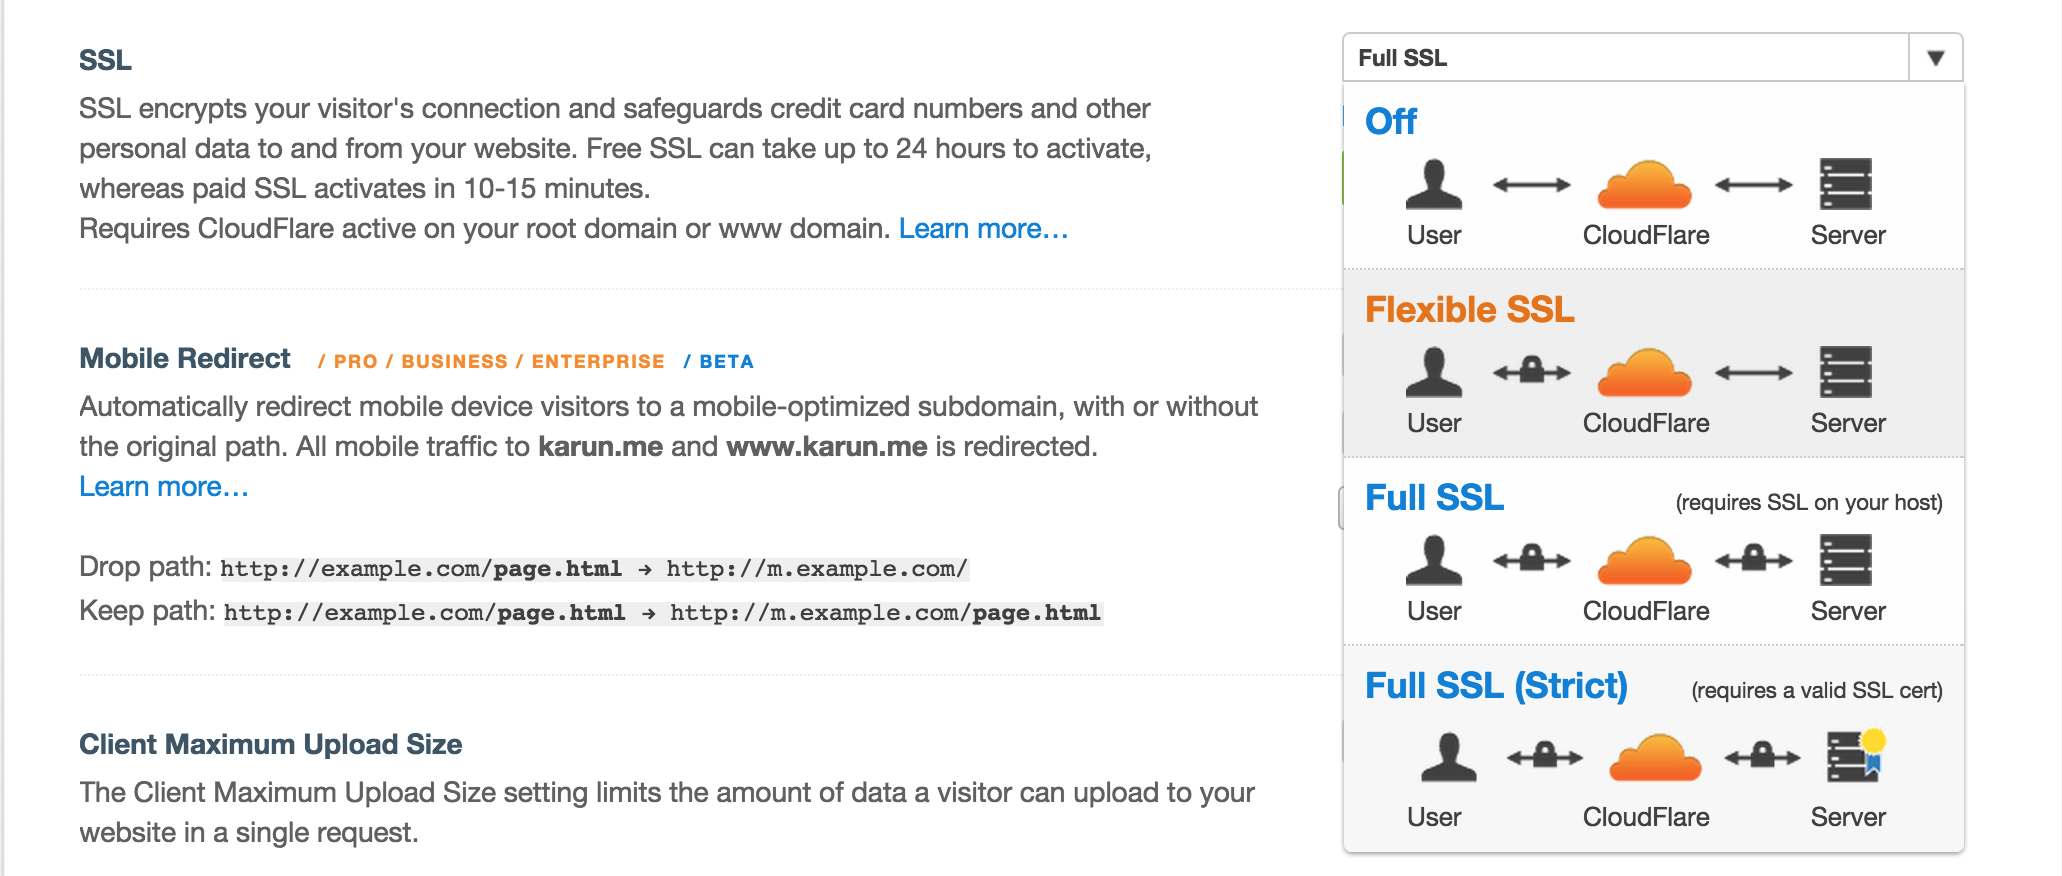 SSL
SSL encrypts your visitor's connection and safeguards credit card numbers and other
personal data to and from your website. Free SSL can take up to 24 hours to activate,
whereas paid SSL activates in 10-15 minutes.
Requires CloudFlare active on your root domain or www domain. Learn more…
Mobile Redirect / PRO / BUSINESS / ENTERPRISE / BETA
Automatically redirect mobile device visitors to a mobile-optimized subdomain, with or without
the original path. All mobile traffic to karun.me and www.karun.me is redirected.
Learn more…
Drop path: http://example.com/page.html → http://m.example.com/
Keep path: http://example.com/page.html → http://m.example.com/page.html
Client Maximum Upload Size
The Client Maximum Upload Size setting limits the amount of data a visitor can upload to your
website in a single request.
Full SSL ▼
Off
User CloudFlare Server
Flexible SSL
User CloudFlare Server
Full SSL (requires SSL on your host)
User CloudFlare Server
Full SSL (Strict) (requires a valid SSL cert)
User CloudFlare Server